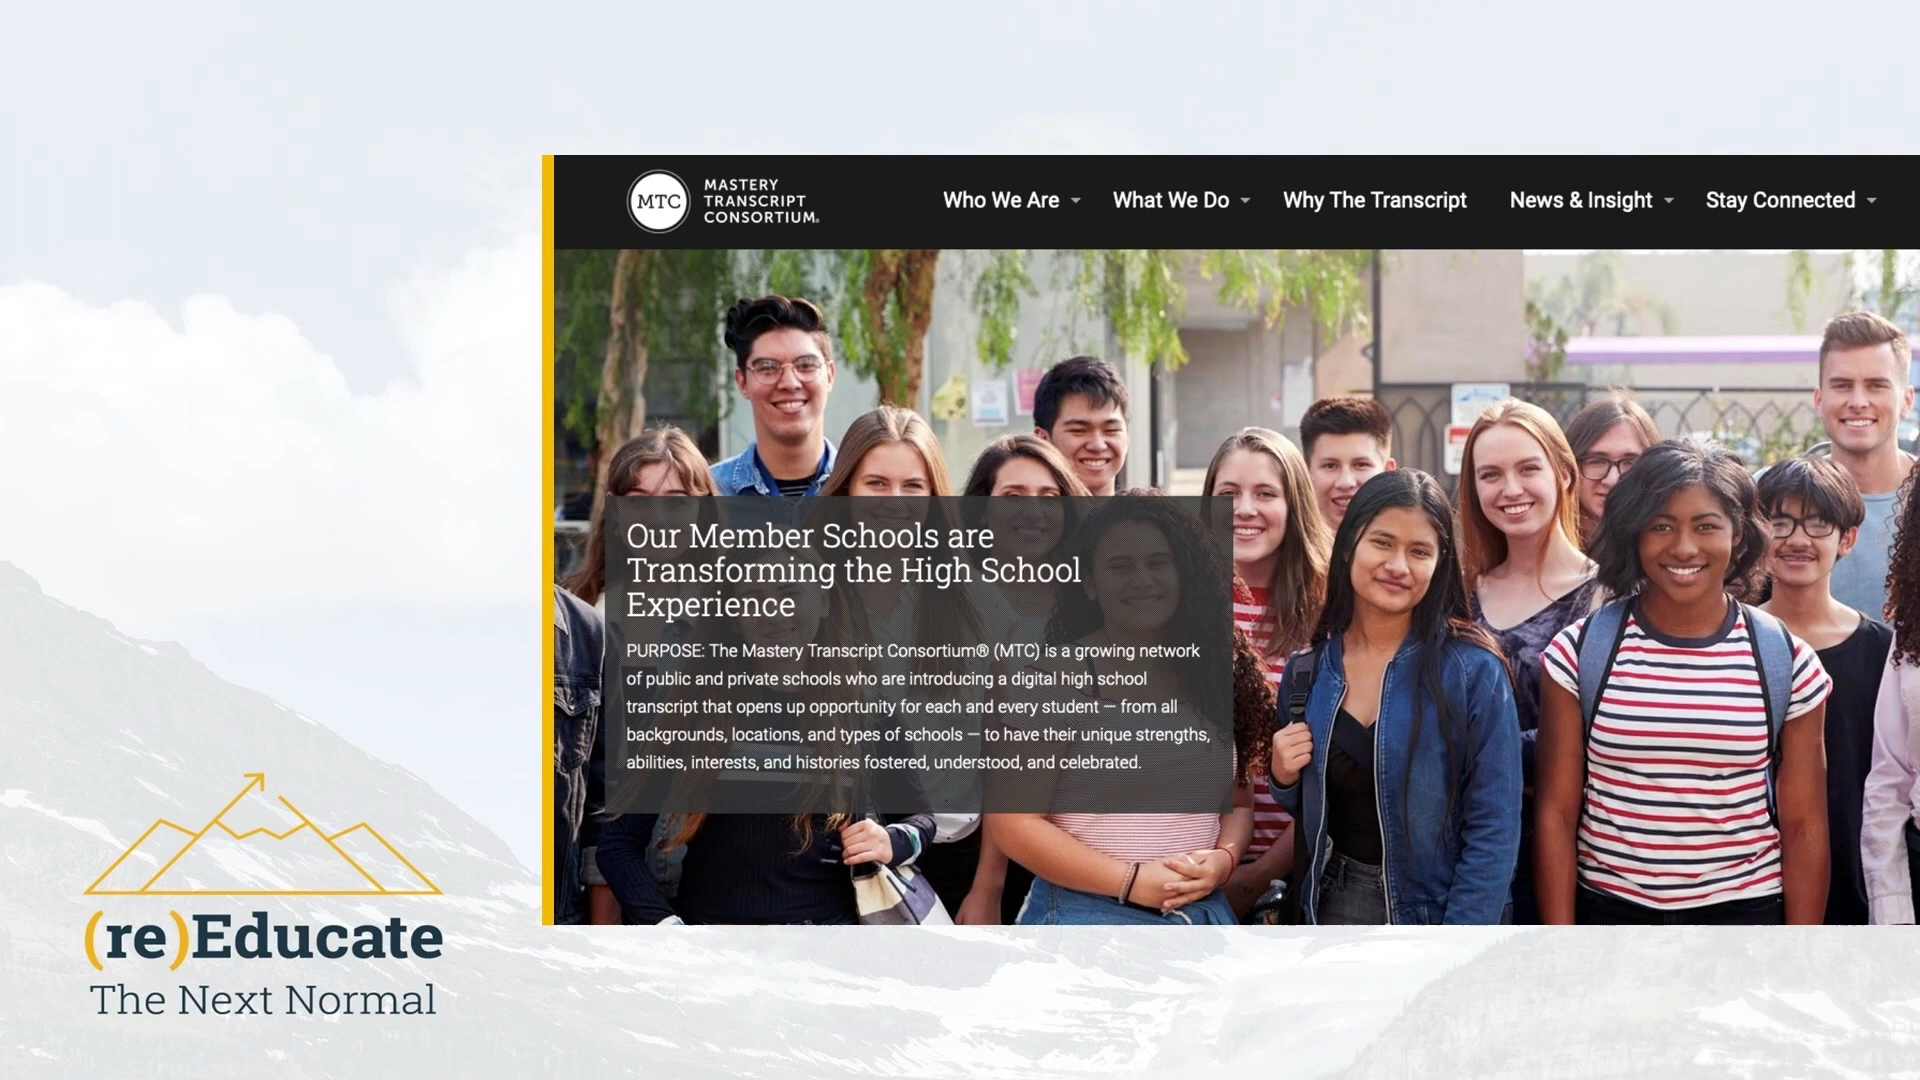 MTC
MASTERY
TRANSCRIPT
CONSORTIUM®
Who We Are
What We Do
Why The Transcript
News & Insight
Stay Connected
Our Member Schools are
Transforming the High School
Experience
PURPOSE: The Mastery Transcript Consortium® (MTC) is a growing network
of public and private schools who are introducing a digital high school
transcript that opens up opportunity for each and every student — from all
backgrounds, locations, and types of schools — to have their unique strengths,
abilities, interests, and histories fostered, understood, and celebrated.
(re)Educate
The Next Normal